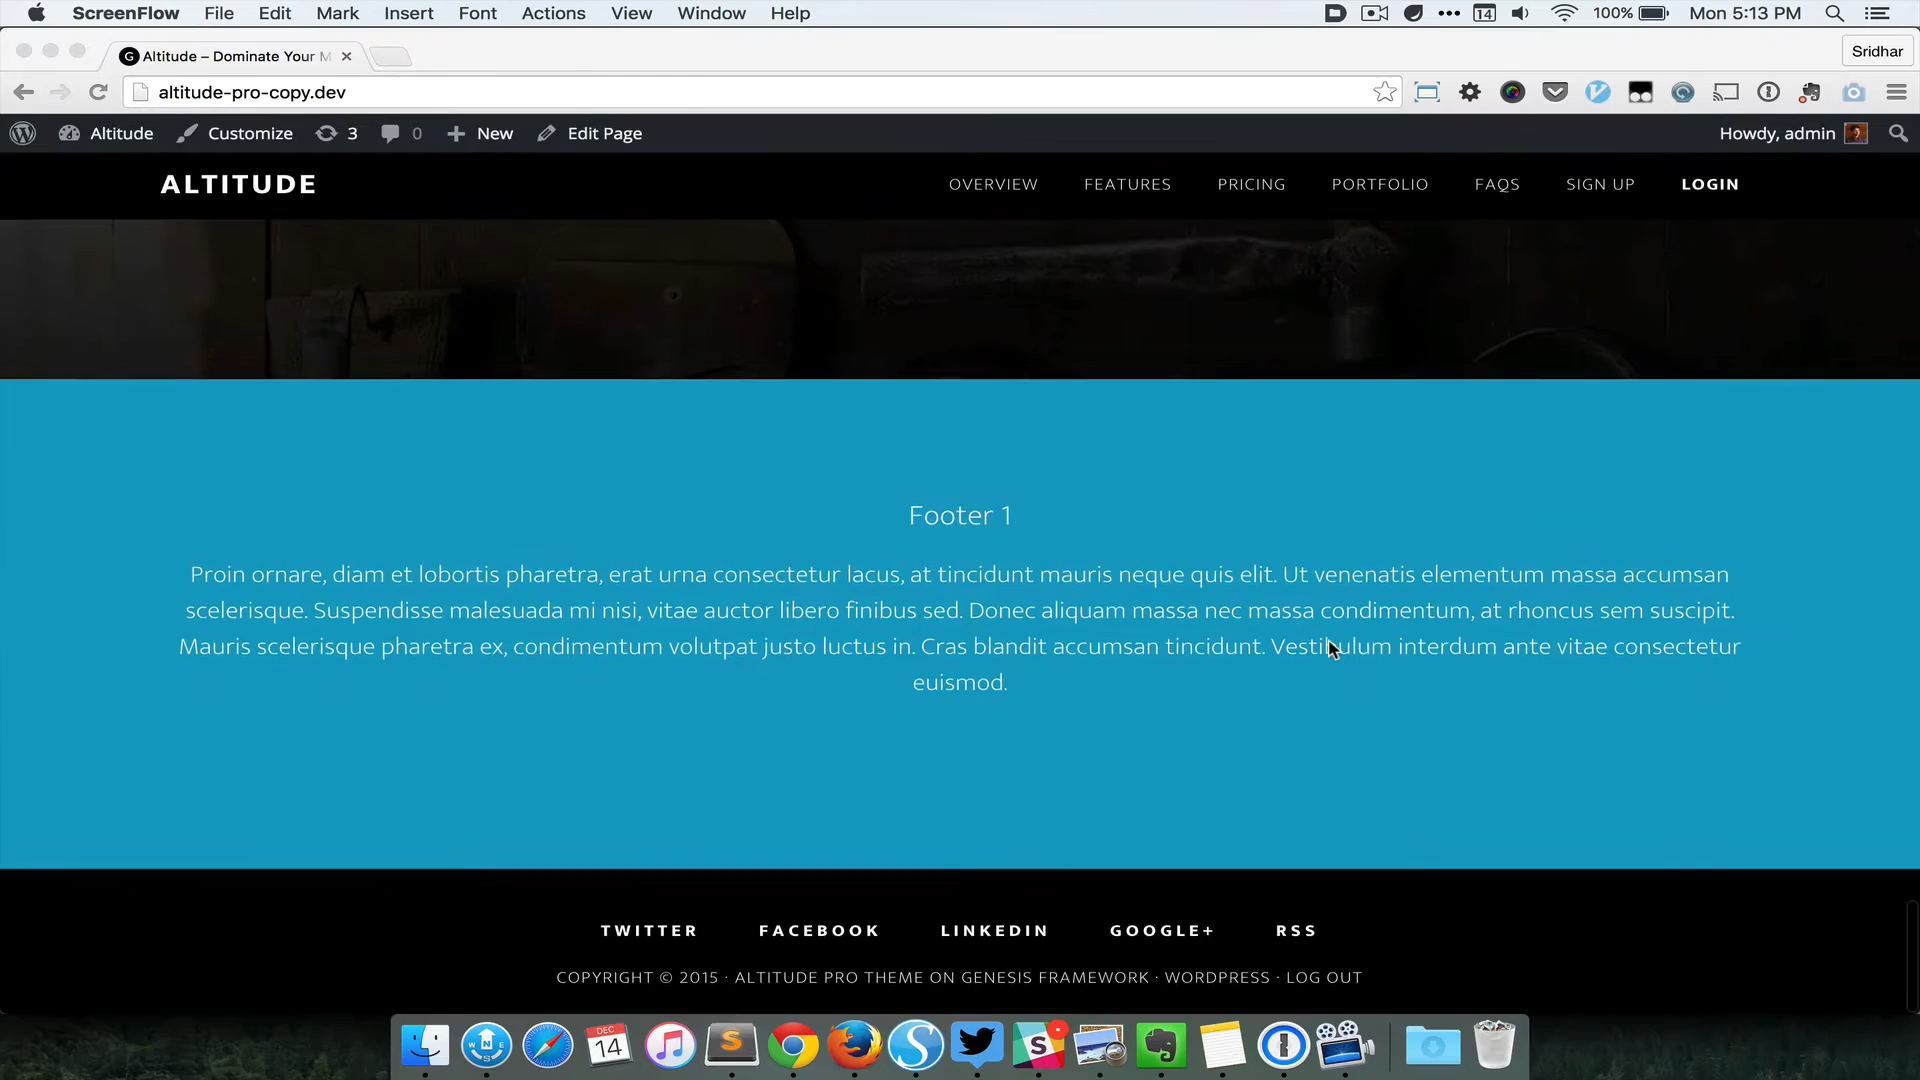 ScreenFlow File Edit Mark Insert Font Actions View Window Help 14 100% Mon 5:13 PM
Altitude – Dominate Your M
Sridhar
altitude-pro-copy.dev
Altitude Customize 3 0 New Edit Page Howdy, admin
ALTITUDE OVERVIEW FEATURES PRICING PORTFOLIO FAQS SIGN UP LOGIN
Footer 1
Proin ornare, diam et lobortis pharetra, erat urna consectetur lacus, at tincidunt mauris neque quis elit. Ut venenatis elementum massa accumsan
scelerisque. Suspendisse malesuada mi nisi, vitae auctor libero finibus sed. Donec aliquam massa nec massa condimentum, at rhoncus sem suscipit.
Mauris scelerisque pharetra ex, condimentum volutpat justo luctus in. Cras blandit accumsan tincidunt. Vestibulum interdum ante vitae consectetur
euismod.
TWITTER FACEBOOK LINKEDIN GOOGLE+ RSS
COPYRIGHT © 2015 · ALTITUDE PRO THEME ON GENESIS FRAMEWORK · WORDPRESS · LOG OUT
DEC
14